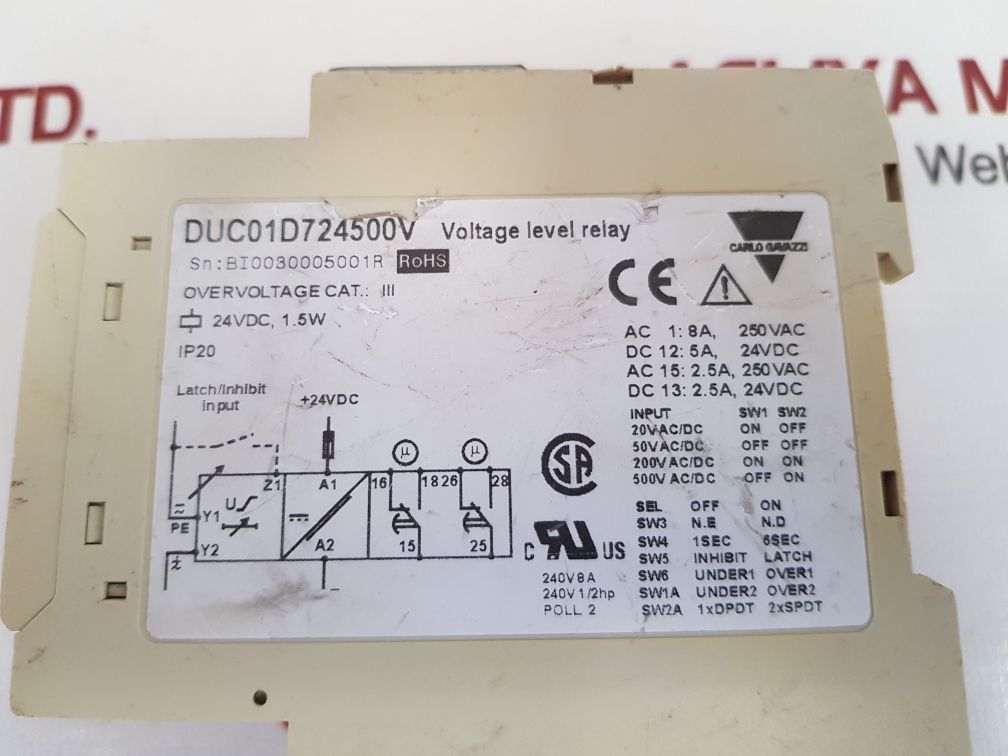 TD.
ASHYA M
Web
DUC01D724500V Voltage level relay
CARLO GAVAZZI
Sn:BI0030005001R RoHS
CE
OVERVOLTAGE CAT.: III
24VDC, 1.5W
IP20
AC 1: 8A, 250VAC
DC 12: 5A, 24VDC
AC 15: 2.5A, 250VAC
DC 13: 2.5A, 24VDC
Latch/Inhibit
input
+24VDC
μ μ
Z1 A1 16 18 26 28
U
Y1
PE
Y2
A2
15 25
+
-
INPUT SW1 SW2
20VAC/DC ON OFF
50VAC/DC OFF OFF
200VAC/DC ON ON
500V AC/DC OFF ON
SEL OFF ON
SW3 N.E N.D
SW4 1SEC 6SEC
SW5 INHIBIT LATCH
SW6 UNDER1 OVER1
SW1A UNDER2 OVER2
SW2A 1xDPDT 2xSPDT
SA
C RU US
240V 8A
240V 1/2hp
POLL 2